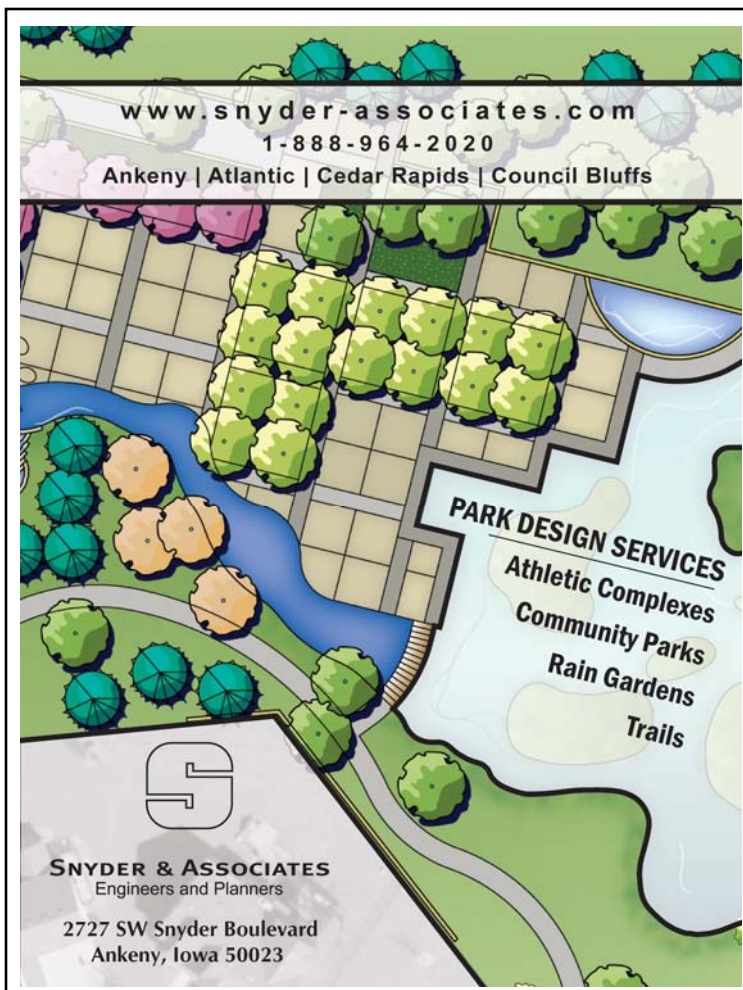 www.snyder-associates.com
1-888-964-2020
Ankeny | Atlantic | Cedar Rapids | Council Bluffs
PARK DESIGN SERVICES
Athletic Complexes
Community Parks
Rain Gardens
Trails
S
SNYDER & ASSOCIATES
Engineers and Planners
2727 SW Snyder Boulevard
Ankeny, Iowa 50023